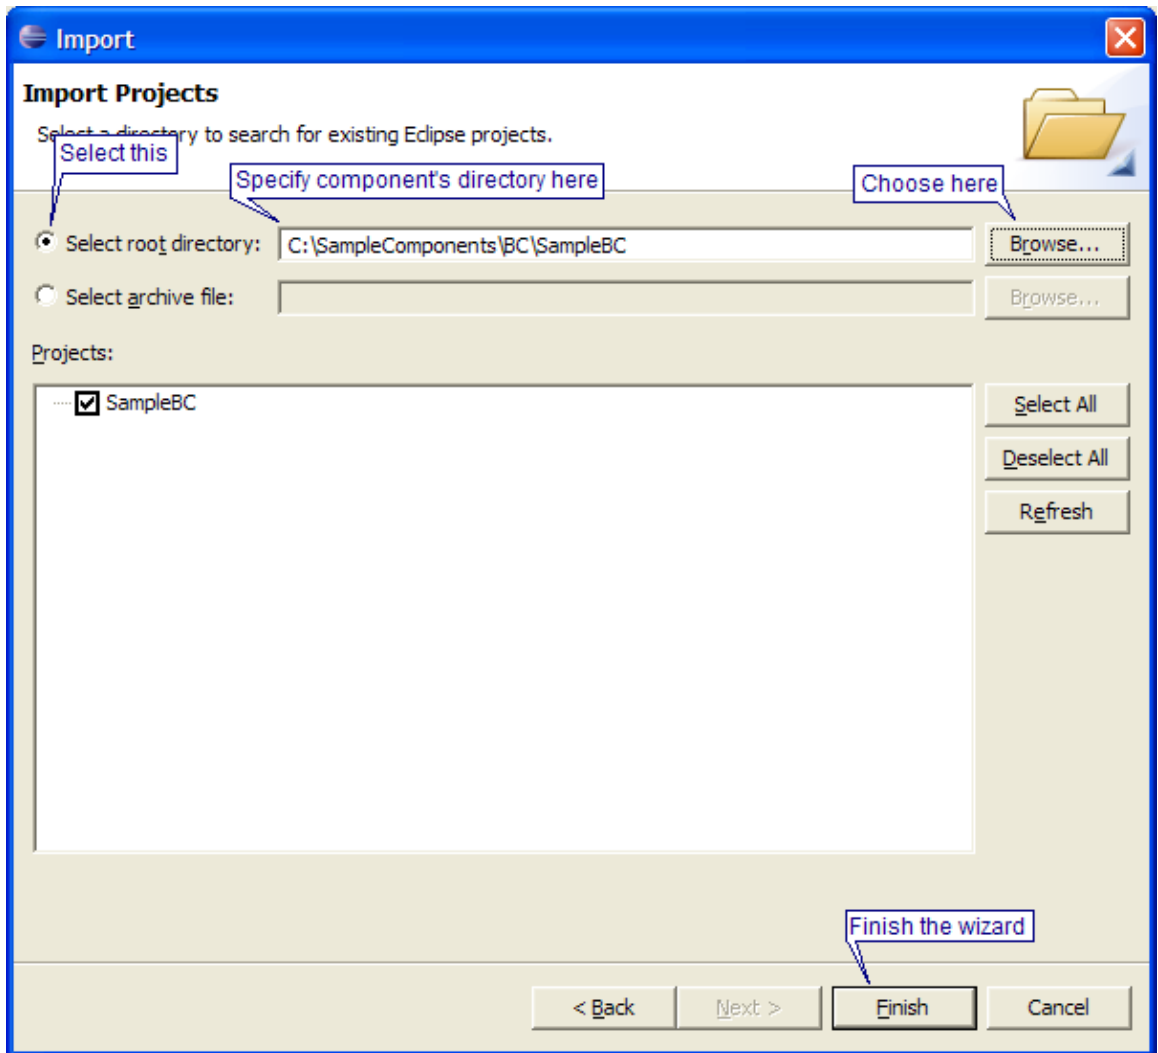 Import
Import Projects
Select a directory to search for existing Eclipse projects.
Select this
Specify component's directory here
Choose here
Select root directory: C:\SampleComponents\BC\SampleBC Browse...
Select archive file: Browse...
Projects:
SampleBC
Select All
Deselect All
Refresh
Finish the wizard
< Back Next > Finish Cancel